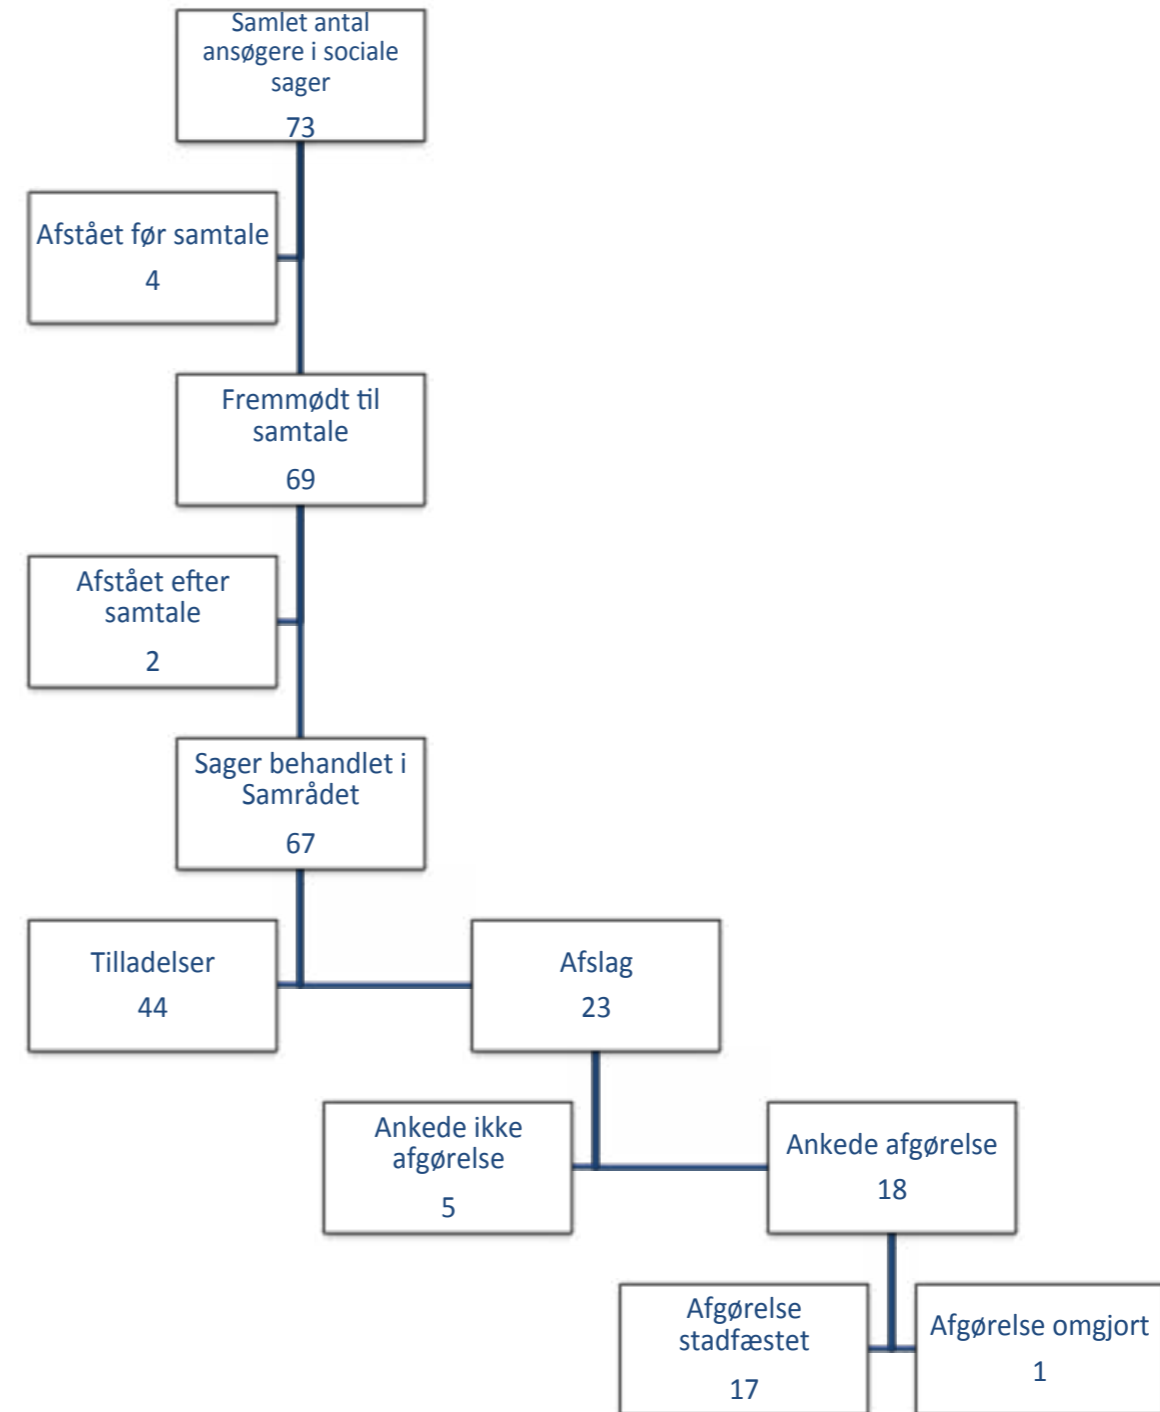 Samlet antal
ansøgere i sociale
sager
73
Afstået før samtale
4
Fremmødt til
samtale
69
Afstået efter
samtale
2
Sager behandlet i
Samrådet
67
Tilladelser
44
Afslag
23
Ankede ikke
afgørelse
5
Ankede afgørelse
18
Afgørelse
stadfæstet
17
Afgørelse omgjort
1